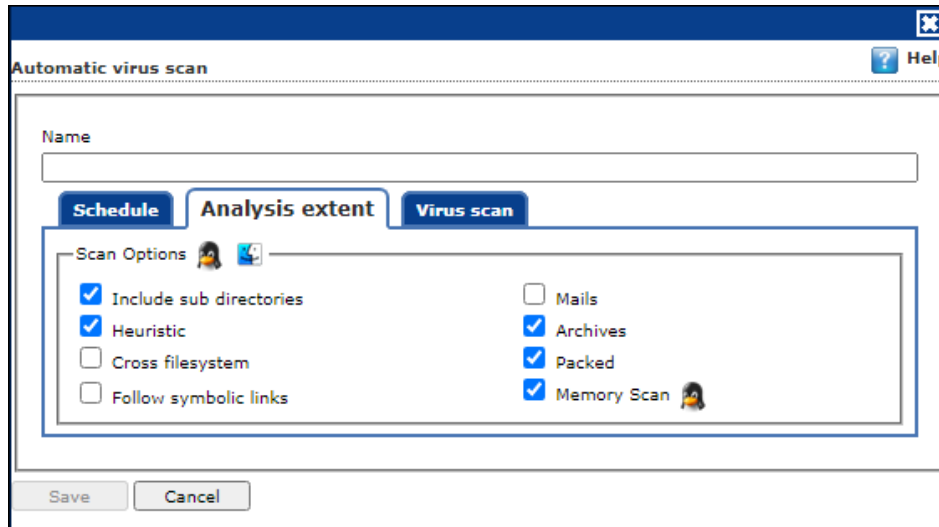 Automatic virus scan
? Help
Name
Schedule Analysis extent Virus scan
Scan Options
Include sub directories
Mails
Heuristic
Archives
Cross filesystem
Packed
Follow symbolic links
Memory Scan
Save Cancel